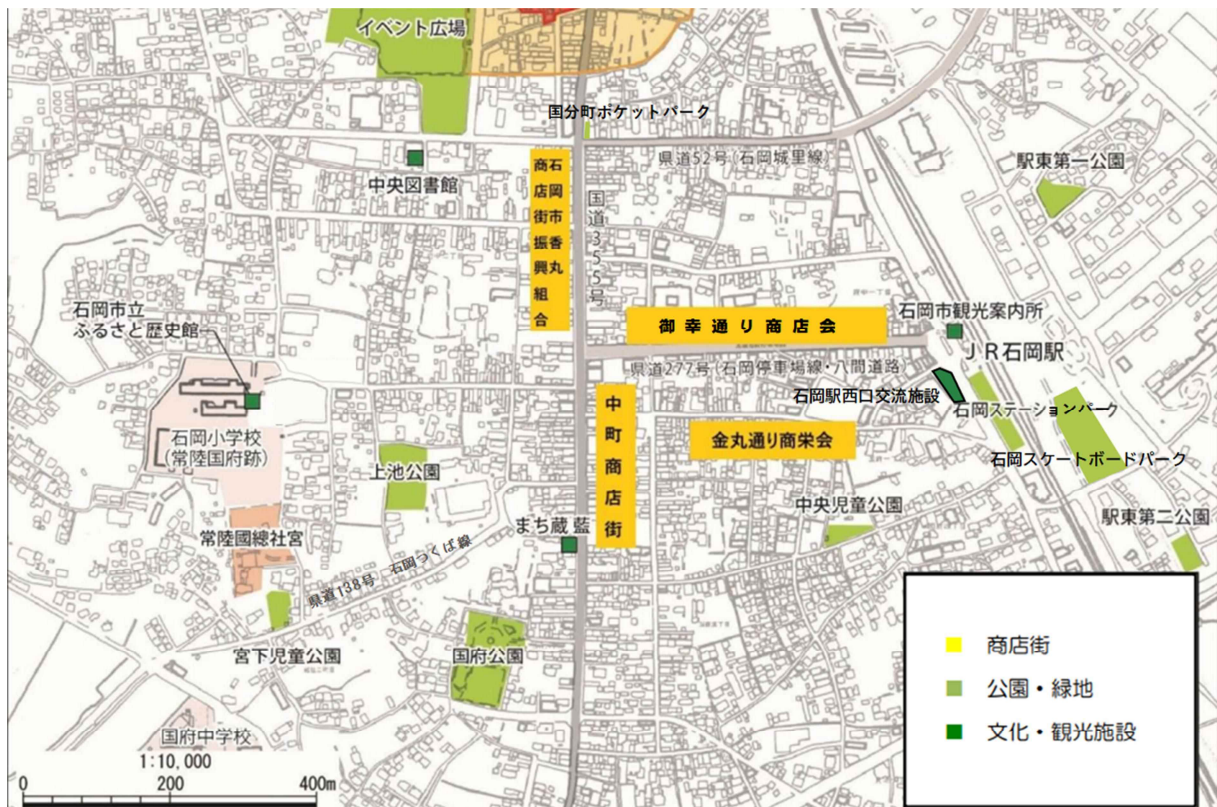 イベント広場
国分町ポケットパーク
県道52号(石岡城里線)
駅東第一公園
中央図書館
石岡市香丸
商店街振興組合
国道355号
石岡市立
ふるさと歴史館
御幸通り商店会
石岡市観光案内所
JR石岡駅
県道277号(石岡停車場線・八間道路)
石岡駅西口交流施設
石岡ステーションパーク
中町商店街
金丸通り商栄会
石岡小学校
(常陸国府跡)
上池公園
石岡スケートボードパーク
中央児童公園
駅東第二公園
まち蔵 藍
常陸國總社宮
県道138号 石岡つくば線
宮下児童公園
国府公園
国府中学校
1:10,000
0 200 400m
商店街
公園・緑地
文化・観光施設